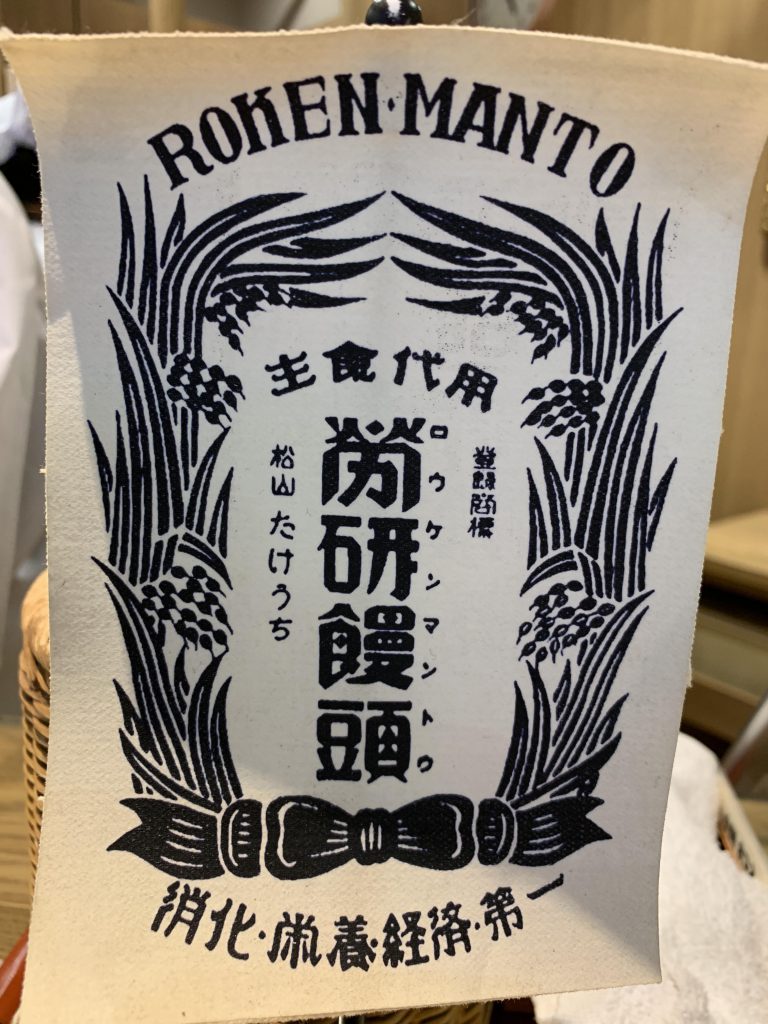 ROKEN·MANTO
主食代用
登録商標
勞研饅頭
ロウケンマントウ
松山 たけうち
消化·栄養·経済·第一